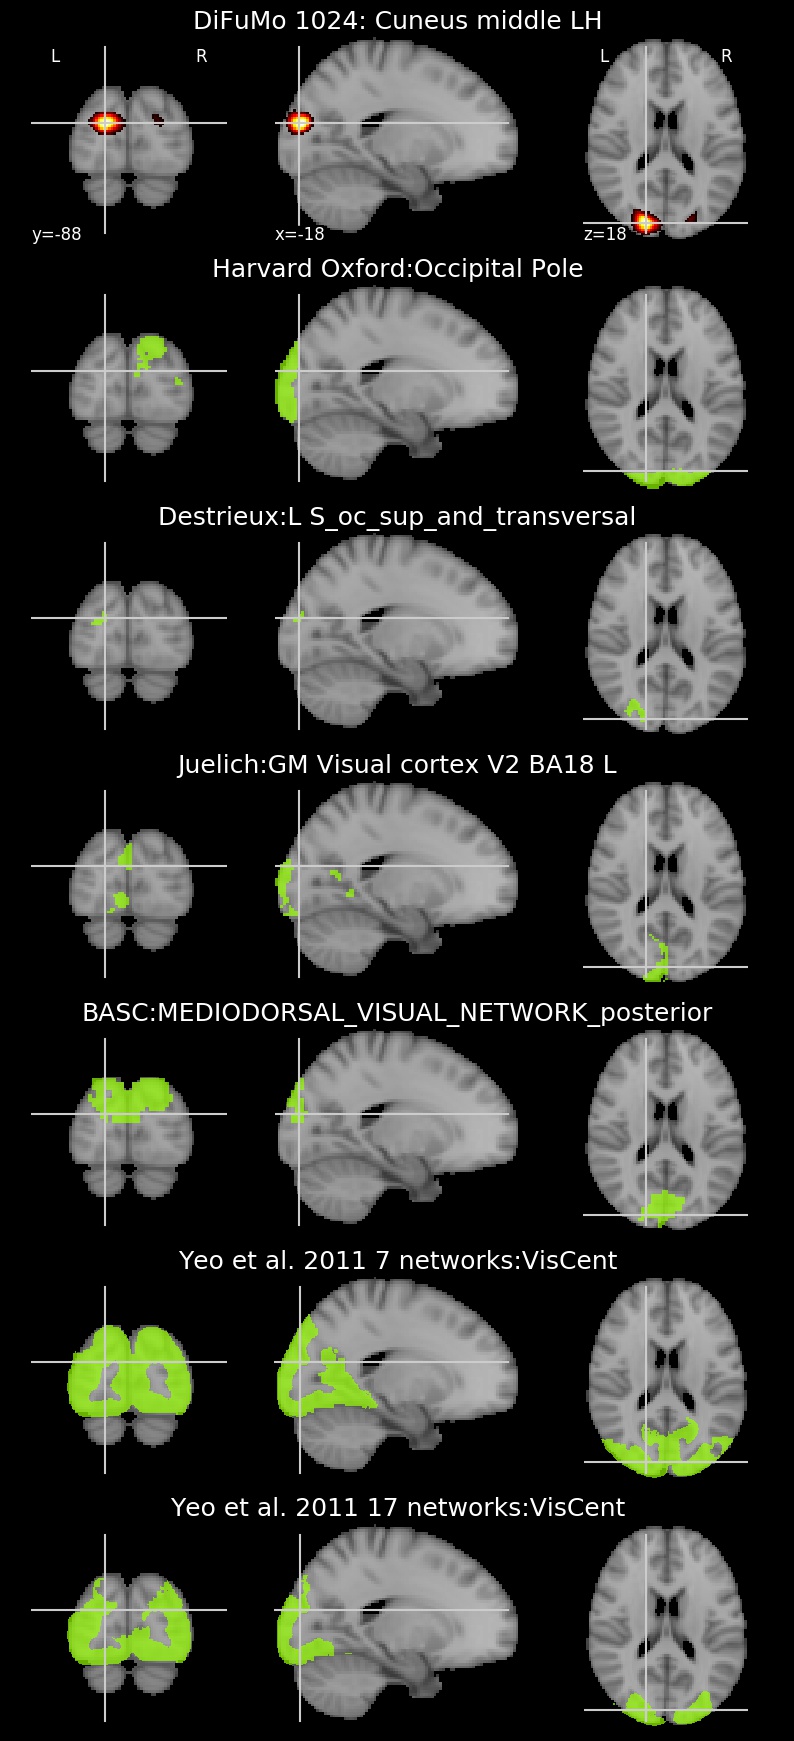 DiFuMo 1024: Cuneus middle LH
L R L R
y=-88 x=-18 z=18
Harvard Oxford:Occipital Pole
Destrieux:L S_oc_sup_and_transversal
Juelich:GM Visual cortex V2 BA18 L
BASC:MEDIODORSAL_VISUAL_NETWORK_posterior
Yeo et al. 2011 7 networks:VisCent
Yeo et al. 2011 17 networks:VisCent